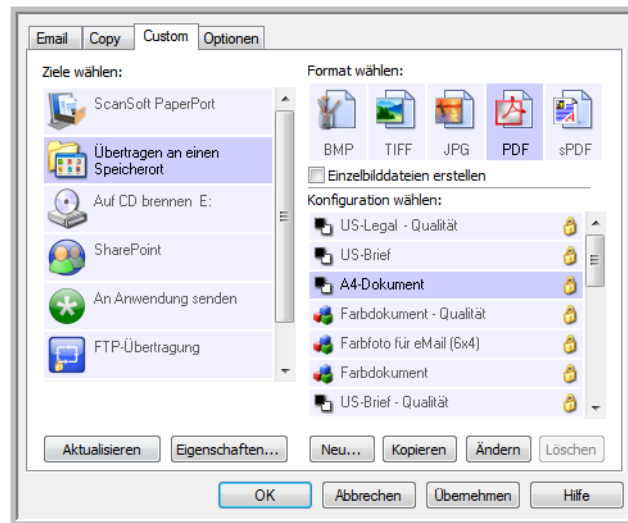 Email Copy Custom Optionen
Ziele wählen:
ScanSoft PaperPort
Übertragen an einen
Speicherort
Auf CD brennen E:
SharePoint
An Anwendung senden
FTP-Übertragung
Aktualisieren Eigenschaften...
Format wählen:
BMP TIFF JPG PDF sPDF
Einzelbilddateien erstellen
Konfiguration wählen:
US-Legal - Qualität
US-Brief
A4-Dokument
Farbdokument - Qualität
Farbfoto für eMail (6x4)
Farbdokument
US-Brief - Qualität
Neu... Kopieren Ändern Löschen
OK Abbrechen Übernehmen Hilfe